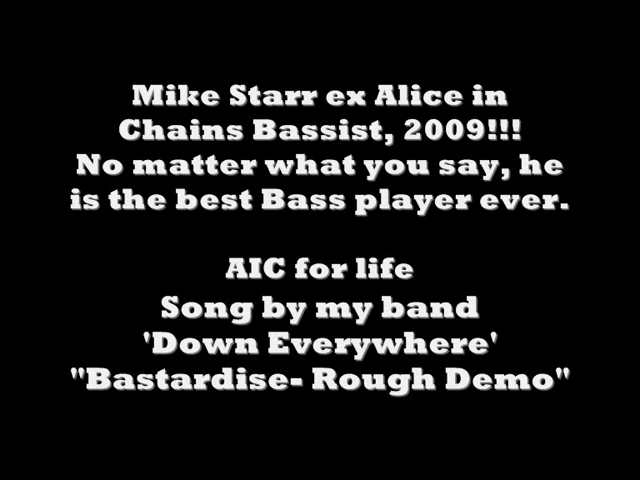 Mike Starr ex Alice in
Chains Bassist, 2009!!!
No matter what you say, he
is the best Bass player ever.
AIC for life
Song by my band
'Down Everywhere'
"Bastardise- Rough Demo"